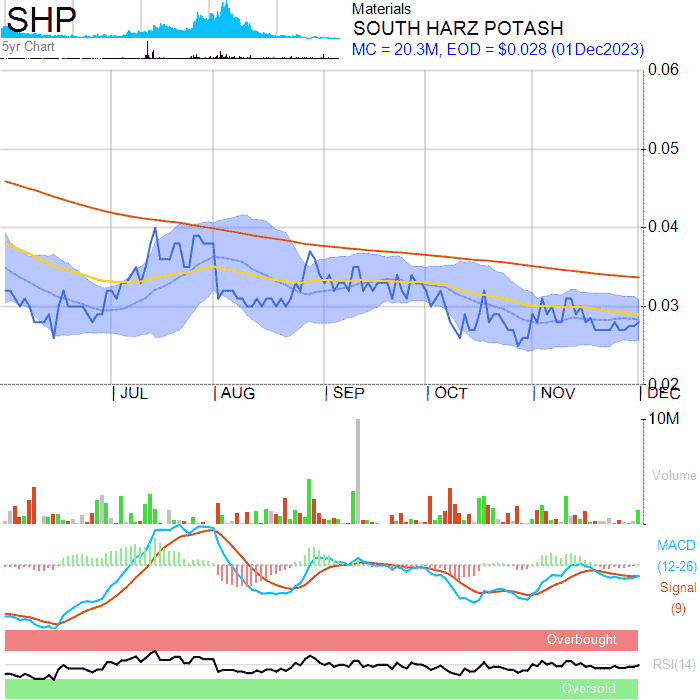 SHP
5yr Chart
Materials
SOUTH HARZ POTASH
MC = 20.3M, EOD = $0.028 (01Dec2023)
0.06
0.05
0.04
0.03
0.02
JUL AUG SEP OCT NOV DEC
10M
Volume
MACD
(12-26)
Signal
(9)
Overbought
RSI(14)
Oversold